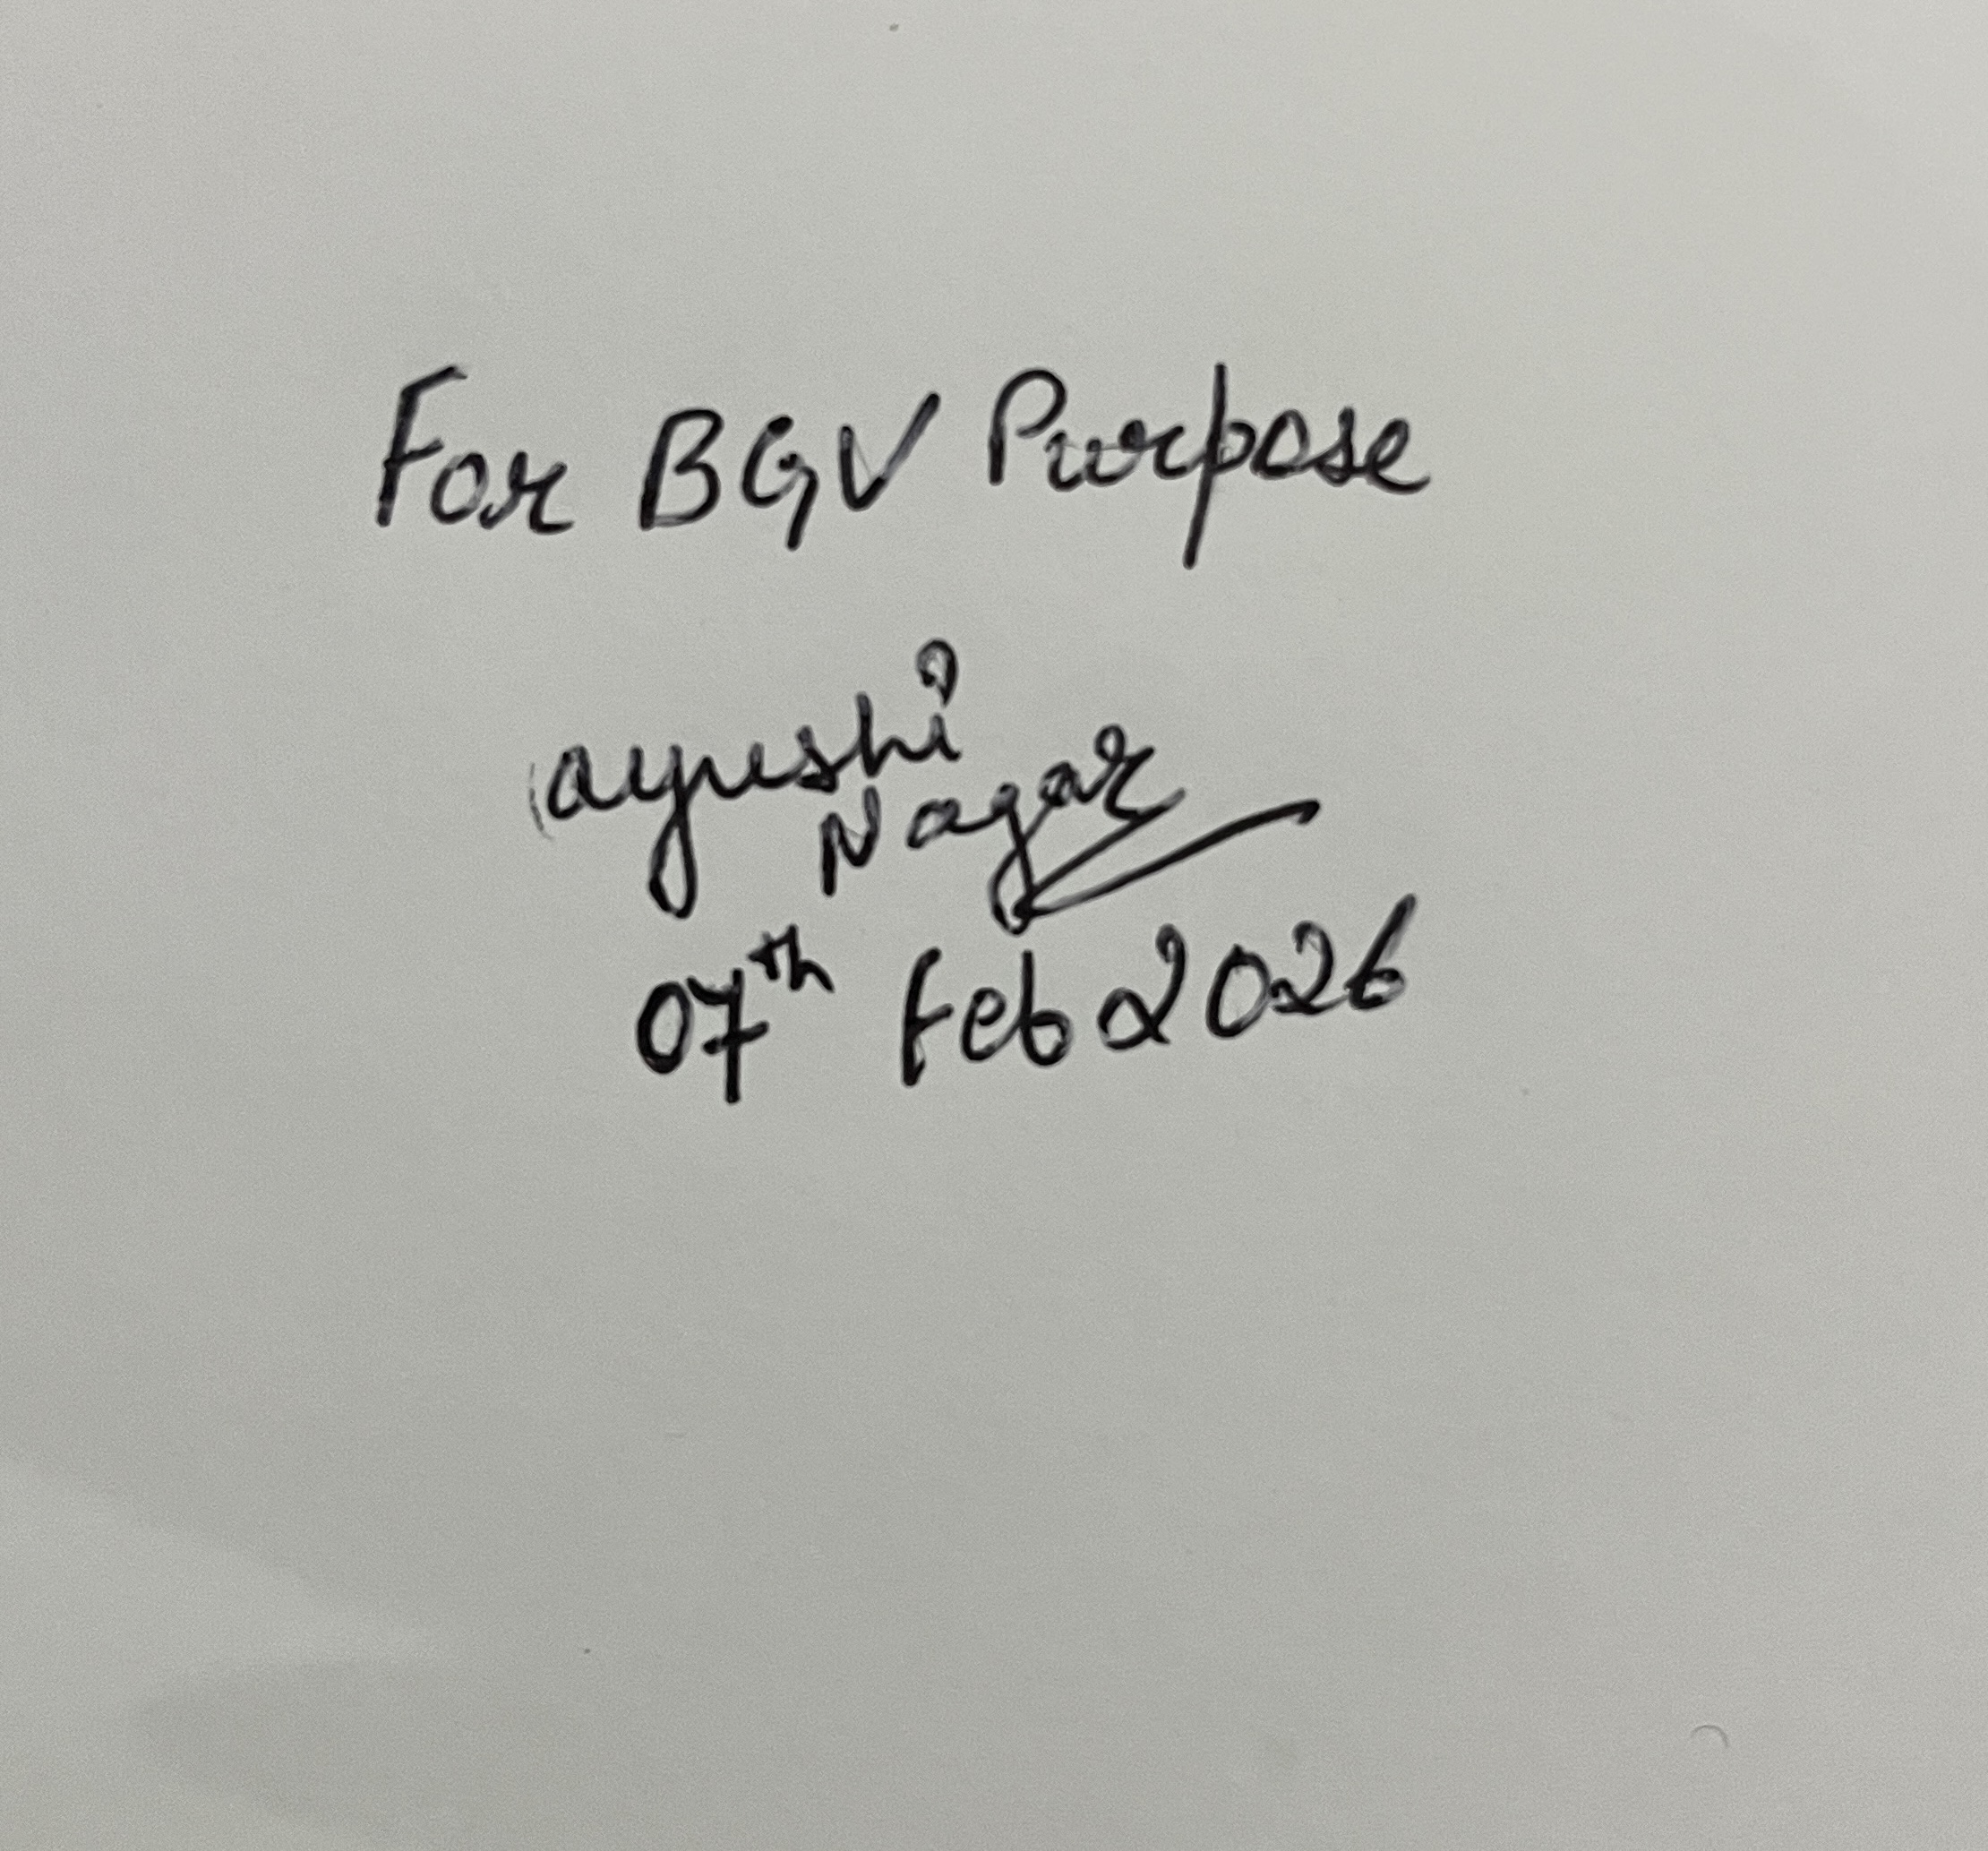 For BGV Purpose
ayushi
Nagar
07th Feb 2026